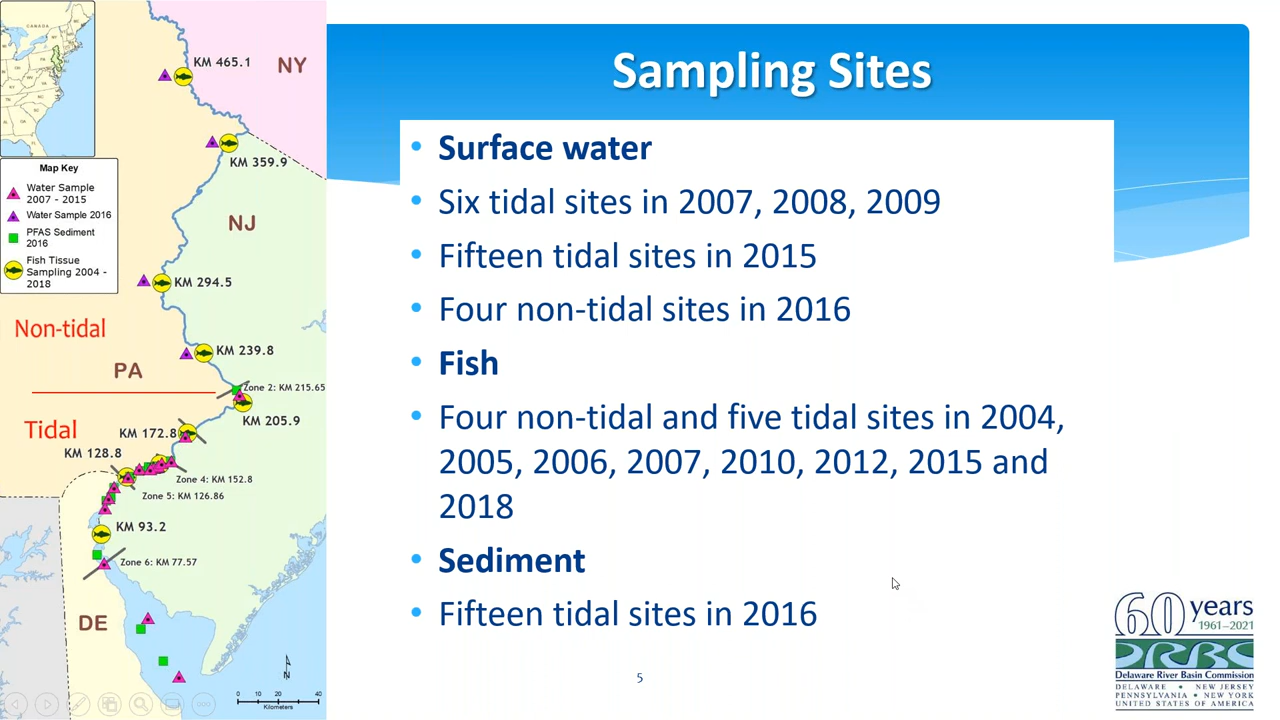 Sampling Sites
• Surface water
• Six tidal sites in 2007, 2008, 2009
• Fifteen tidal sites in 2015
• Four non-tidal sites in 2016
• Fish
• Four non-tidal and five tidal sites in 2004,
2005, 2006, 2007, 2010, 2012, 2015 and
2018
• Sediment
• Fifteen tidal sites in 2016
5
CANADA
KM 465.1
NY
KM 359.9
Map Key
Water Sample
2007 - 2015
Water Sample 2016
PFAS Sediment
2016
Fish Tissue
Sampling 2004 -
2018
NJ
KM 294.5
Non-tidal
KM 239.8
PA
Zone 2: KM 215.65
KM 205.9
Tidal
KM 172.8
KM 128.8
Zone 4: KM 152.8
Zone 5: KM 126.86
KM 93.2
Zone 6: KM 77.57
DE
N
0 10 20 40
Kilometers
60 years
1961–2021
DRBC
Delaware River Basin Commission
DELAWARE • NEW JERSEY
PENNSYLVANIA • NEW YORK
UNITED STATES OF AMERICA